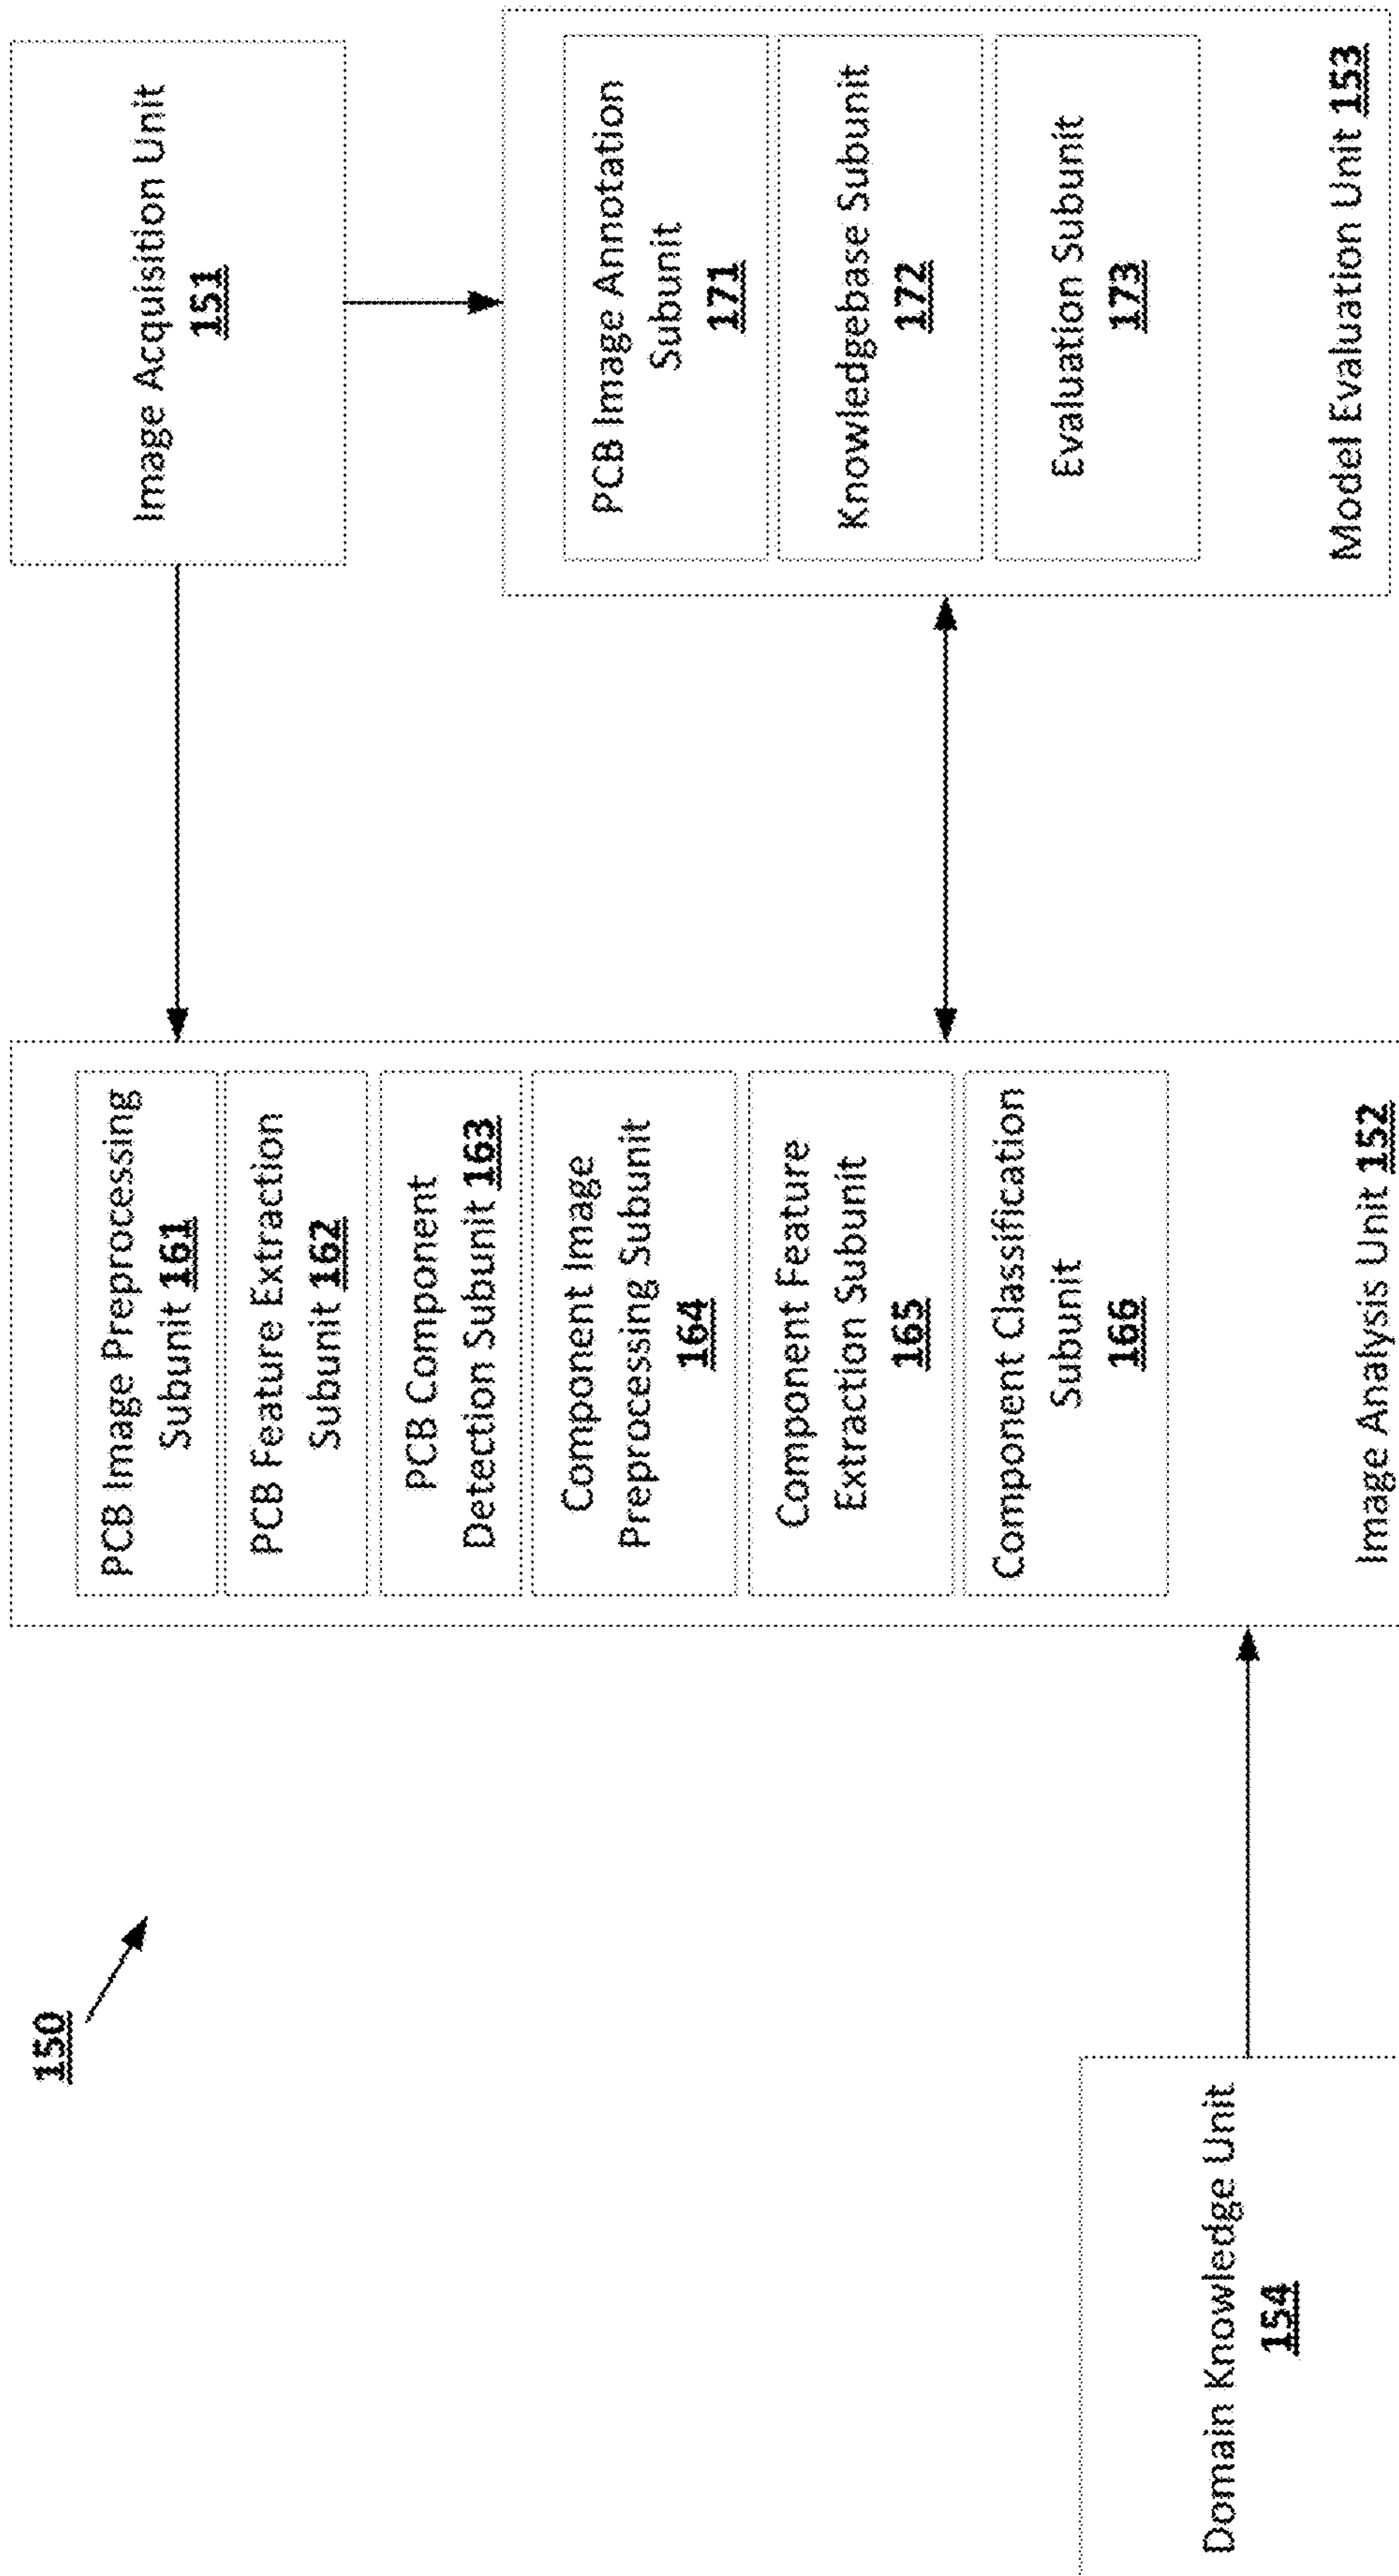 150
Domain Knowledge Unit
154
PCB Image Preprocessing
Subunit 161
PCB Feature Extraction
Subunit 162
PCB Component
Detection Subunit 163
Component Image
Preprocessing Subunit
164
Component Feature
Extraction Subunit
165
Component Classification
Subunit
166
Image Analysis Unit 152
Image Acquisition Unit
151
PCB Image Annotation
Subunit
171
Knowledgebase Subunit
172
Evaluation Subunit
173
Model Evaluation Unit 153